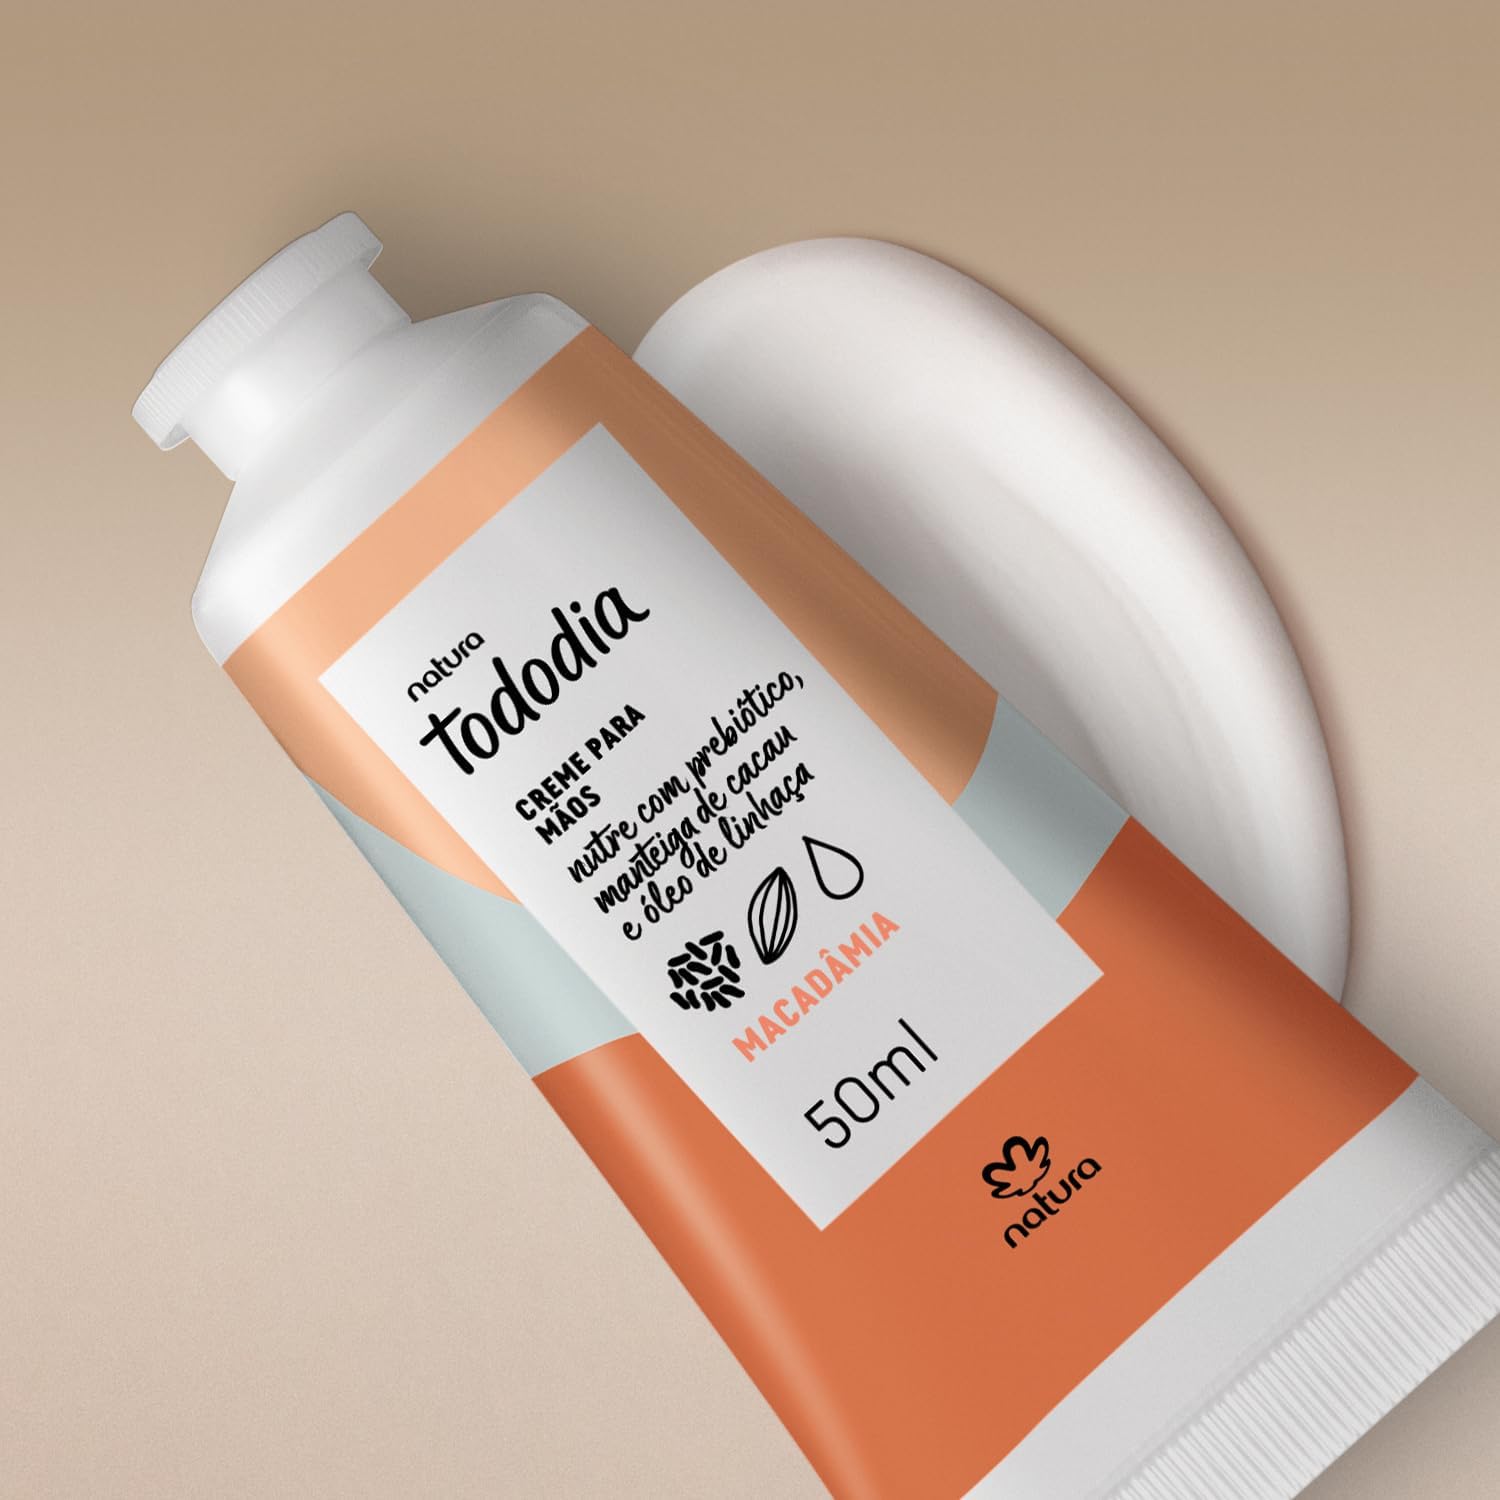 natura
tododia
CREME PARA
MÃOS
nutre com prebiótico,
manteiga de cacau
e óleo de linhaça
MACADÂMIA
50ml
natura